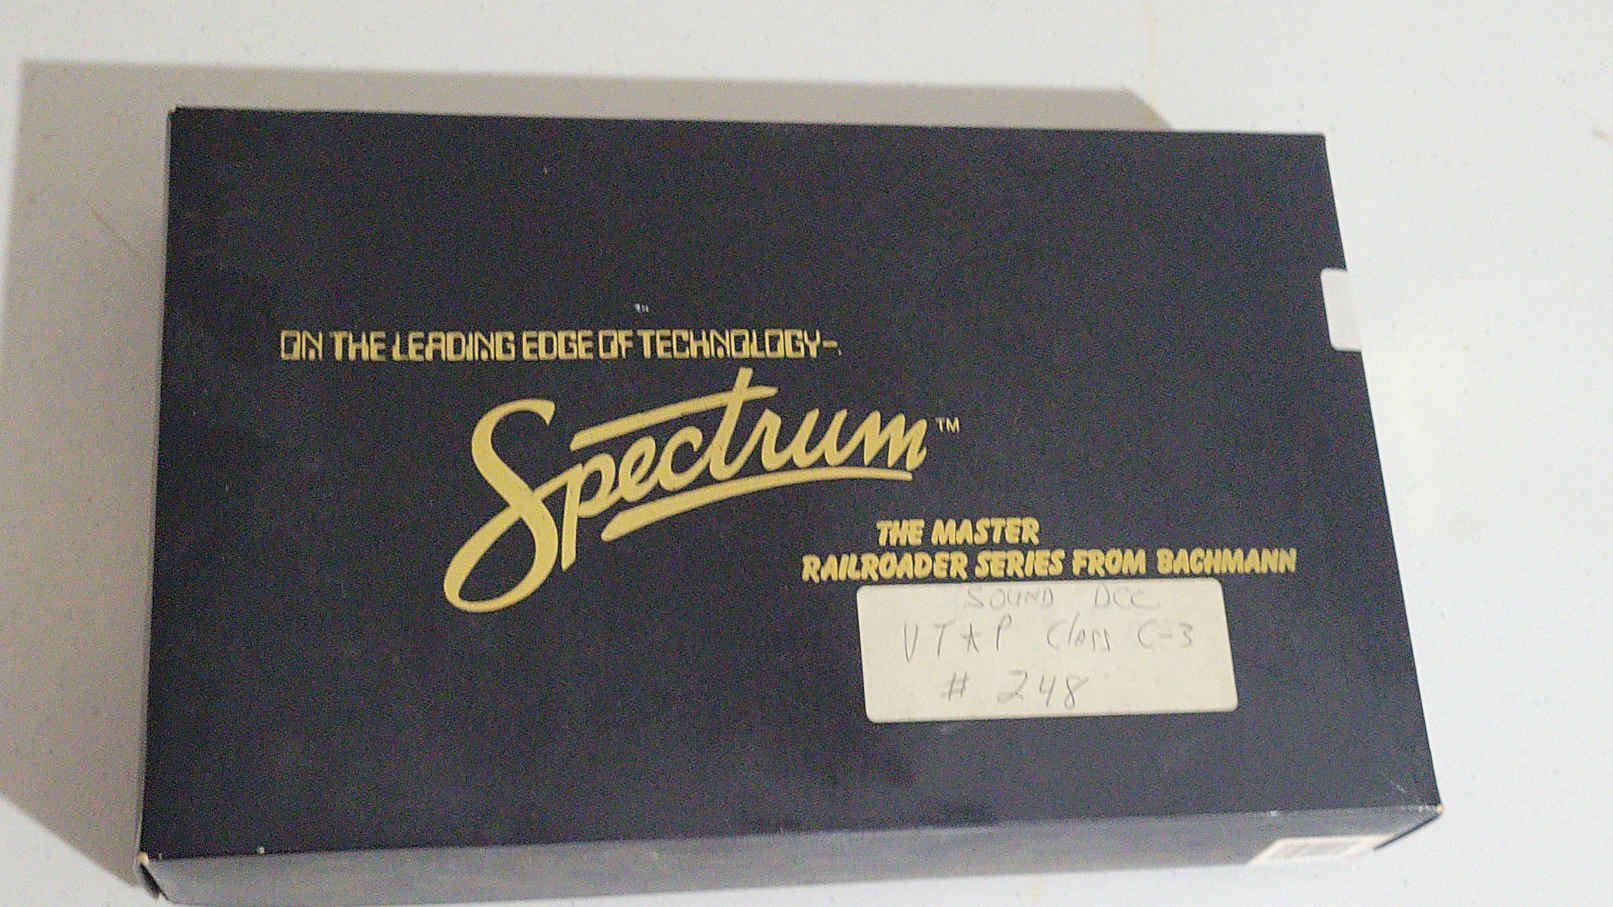 ON THE LEADING EDGE OF TECHNOLOGY–
Spectrum™
THE MASTER
RAILROADER SERIES FROM BACHMANN
SOUND DCC
VT★P Class C-3
# 248